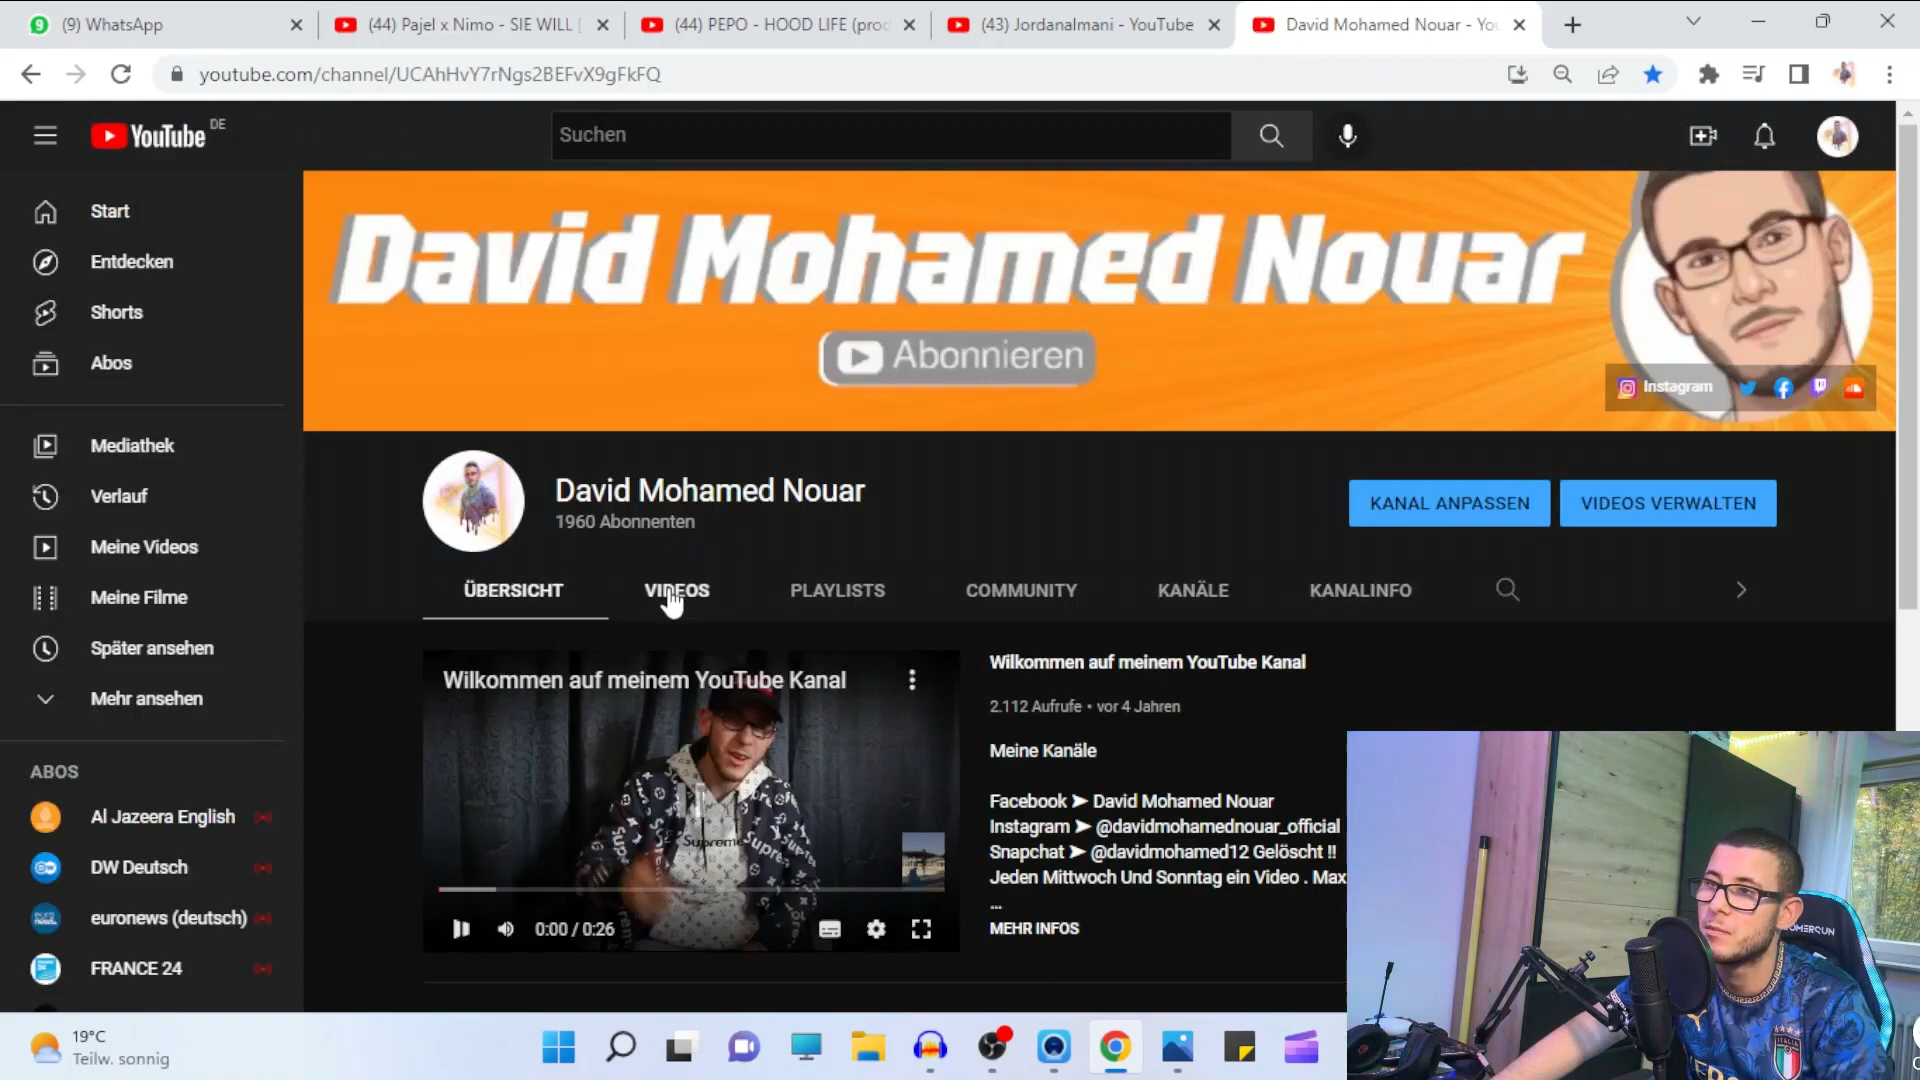 (9) WhatsApp
(44) Pajel x Nimo - SIE WILL
(44) PEPO - HOOD LIFE (prod
(43) Jordanalmani - YouTube
David Mohamed Nouar - You
youtube.com/channel/UCAhHvY7rNgs2BEFvX9gFkFQ
YouTube DE
Suchen
Start
Entdecken
Shorts
Abos
Mediathek
Verlauf
Meine Videos
Meine Filme
Später ansehen
Mehr ansehen
ABOS
Al Jazeera English
DW Deutsch
euronews (deutsch)
FRANCE 24
David Mohamed Nouar
Abonnieren
Instagram
David Mohamed Nouar
1960 Abonnenten
KANAL ANPASSEN
VIDEOS VERWALTEN
ÜBERSICHT
VIDEOS
PLAYLISTS
COMMUNITY
KANÄLE
KANALINFO
Wilkommen auf meinem YouTube Kanal
Supreme
0:00 / 0:26
Wilkommen auf meinem YouTube Kanal
2.112 Aufrufe • vor 4 Jahren
Meine Kanäle
Facebook ➤ David Mohamed Nouar
Instagram ➤ @davidmohamednouar_official
Snapchat ➤ @davidmohamed12 Gelöscht !!
Jeden Mittwoch Und Sonntag ein Video . Max
...
MEHR INFOS
ITALIA
19°C
Teilw. sonnig